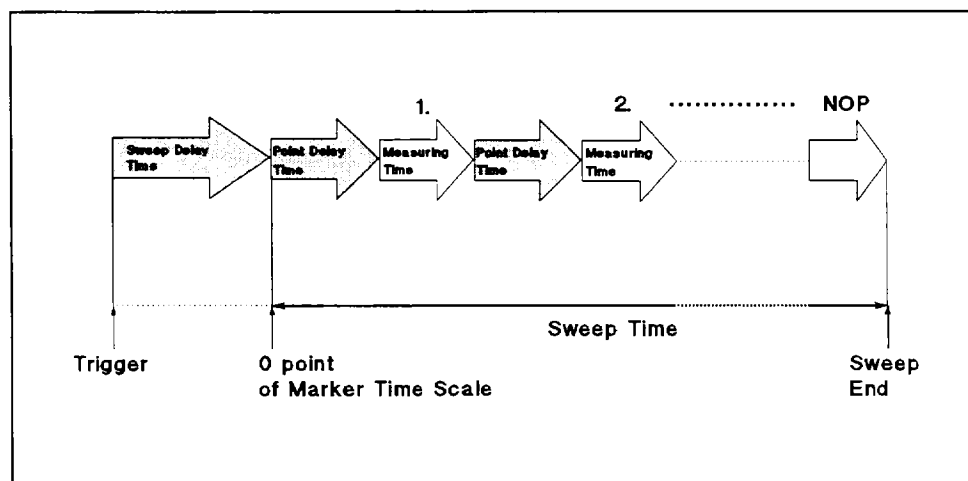 1.
2.
NOP
Sweep Delay
Time
Point Delay
Time
Measuring
Time
Point Delay
Time
Measuring
Time
Sweep Time
Trigger
0 point
of Marker Time Scale
Sweep
End